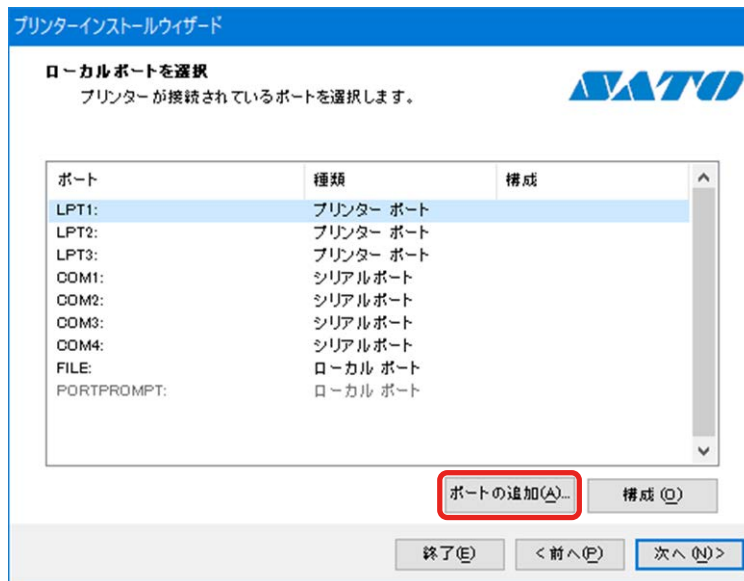 プリンターインストールウィザード
ローカルポートを選択
プリンターが接続されているポートを選択します。
SATO
ポート 種類 構成
LPT1: プリンター ポート
LPT2: プリンター ポート
LPT3: プリンター ポート
COM1: シリアルポート
COM2: シリアルポート
COM3: シリアルポート
COM4: シリアルポート
FILE: ローカル ポート
PORTPROMPT: ローカル ポート
ポートの追加(A)... 構成(O)
終了(E) <前へ(P) 次へ(N)>